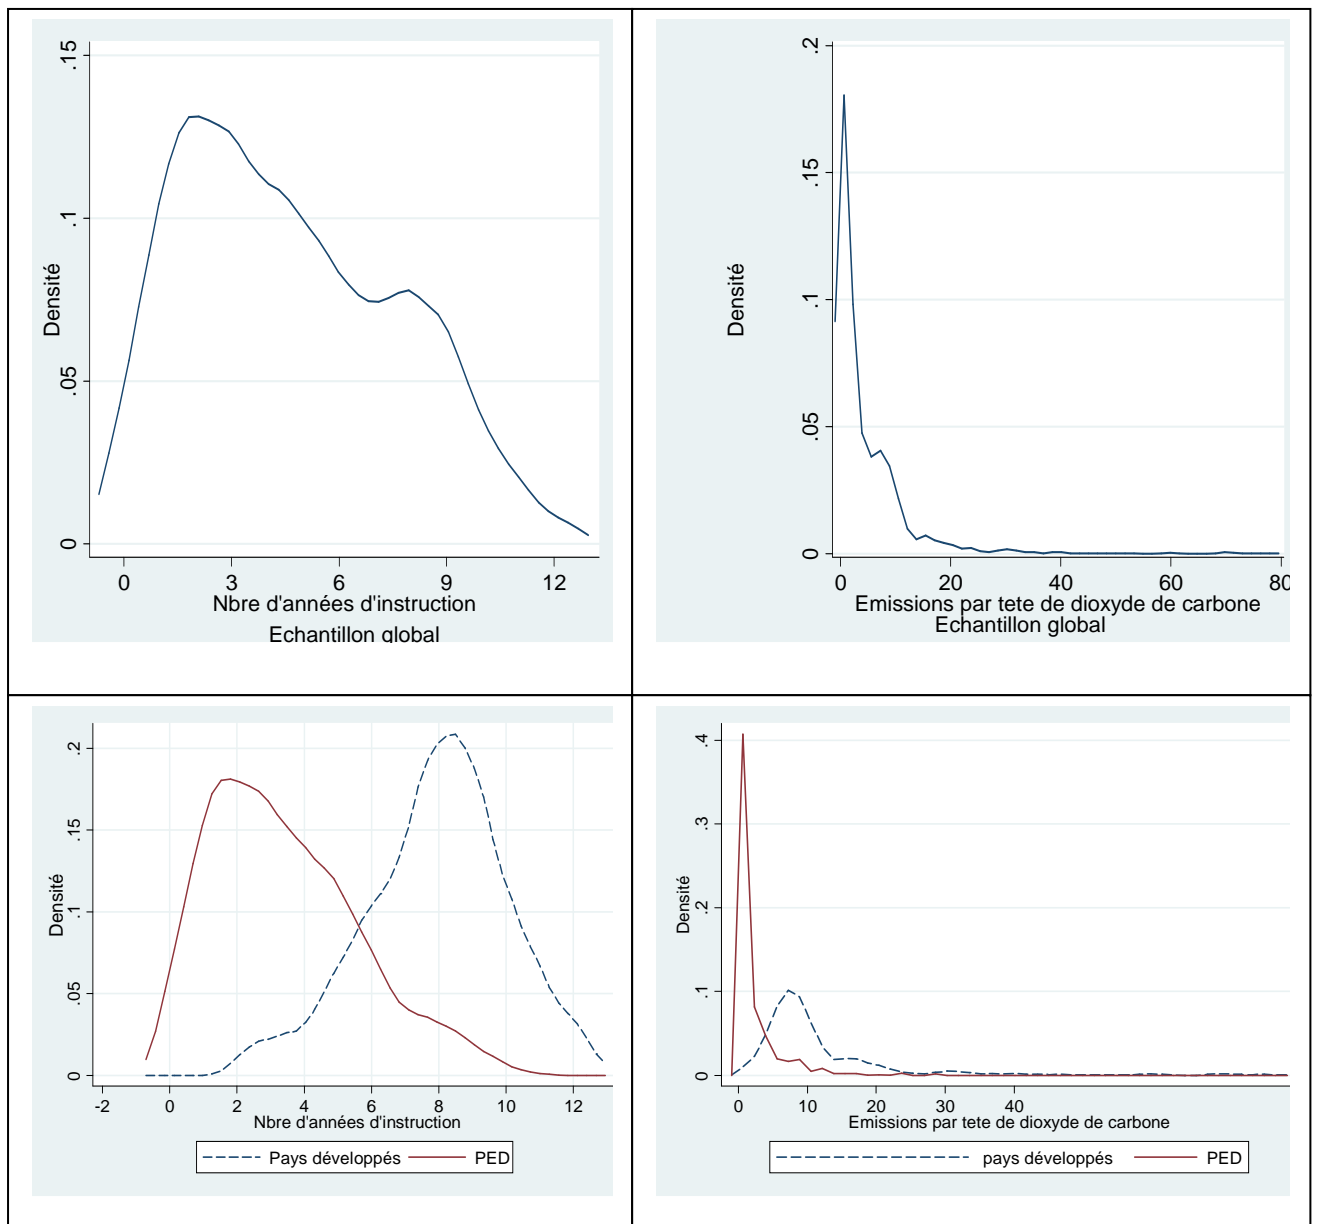 .15
.1
.05
0
Densité
0 3 6 9 12
Nbre d'années d'instruction
Echantillon global
.2
.15
.1
.05
0
Densité
0 20 40 60 80
Emissions par tete de dioxyde de carbone
Echantillon global
.2
.15
.1
.05
0
Densité
-2 0 2 4 6 8 10 12
Nbre d'années d'instruction
Pays développés PED
.4
.3
.2
.1
0
Densité
0 10 20 30 40
Emissions par tete de dioxyde de carbone
pays développés PED